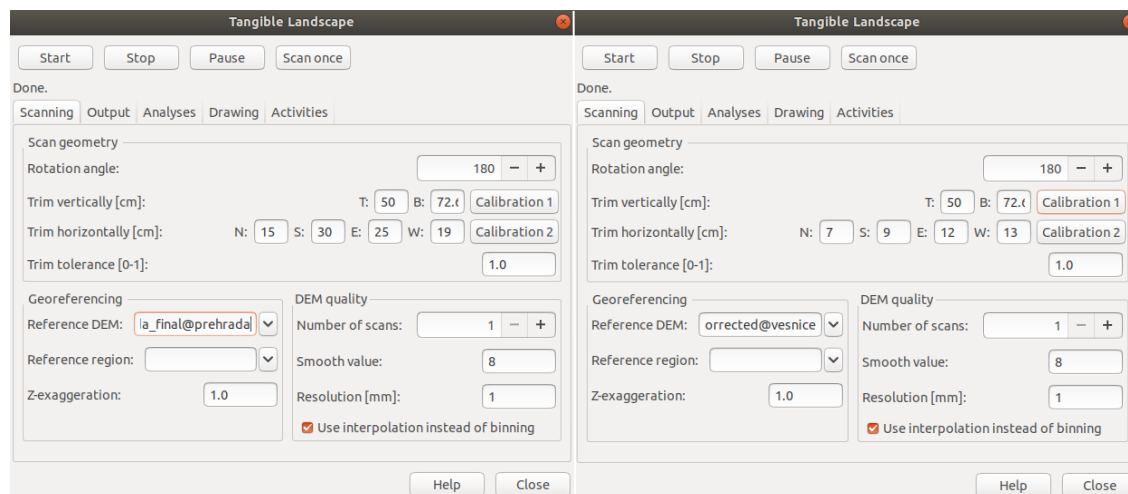 Tangible Landscape
Start Stop Pause Scan once
Done.
Scanning Output Analyses Drawing Activities
Scan geometry
Rotation angle: 180 − +
Trim vertically [cm]: T: 50 B: 72. Calibration 1
Trim horizontally [cm]: N: 15 S: 30 E: 25 W: 19 Calibration 2
Trim tolerance [0-1]: 1.0
Georeferencing
Reference DEM: la_final@prehrada
Reference region:
Z-exaggeration: 1.0
DEM quality
Number of scans: 1 − +
Smooth value: 8
Resolution [mm]: 1
Use interpolation instead of binning
Help Close
Tangible Landscape
Start Stop Pause Scan once
Done.
Scanning Output Analyses Drawing Activities
Scan geometry
Rotation angle: 180 − +
Trim vertically [cm]: T: 50 B: 72. Calibration 1
Trim horizontally [cm]: N: 7 S: 9 E: 12 W: 13 Calibration 2
Trim tolerance [0-1]: 1.0
Georeferencing
Reference DEM: orrected@vesnice
Reference region:
Z-exaggeration: 1.0
DEM quality
Number of scans: 1 − +
Smooth value: 8
Resolution [mm]: 1
Use interpolation instead of binning
Help Close